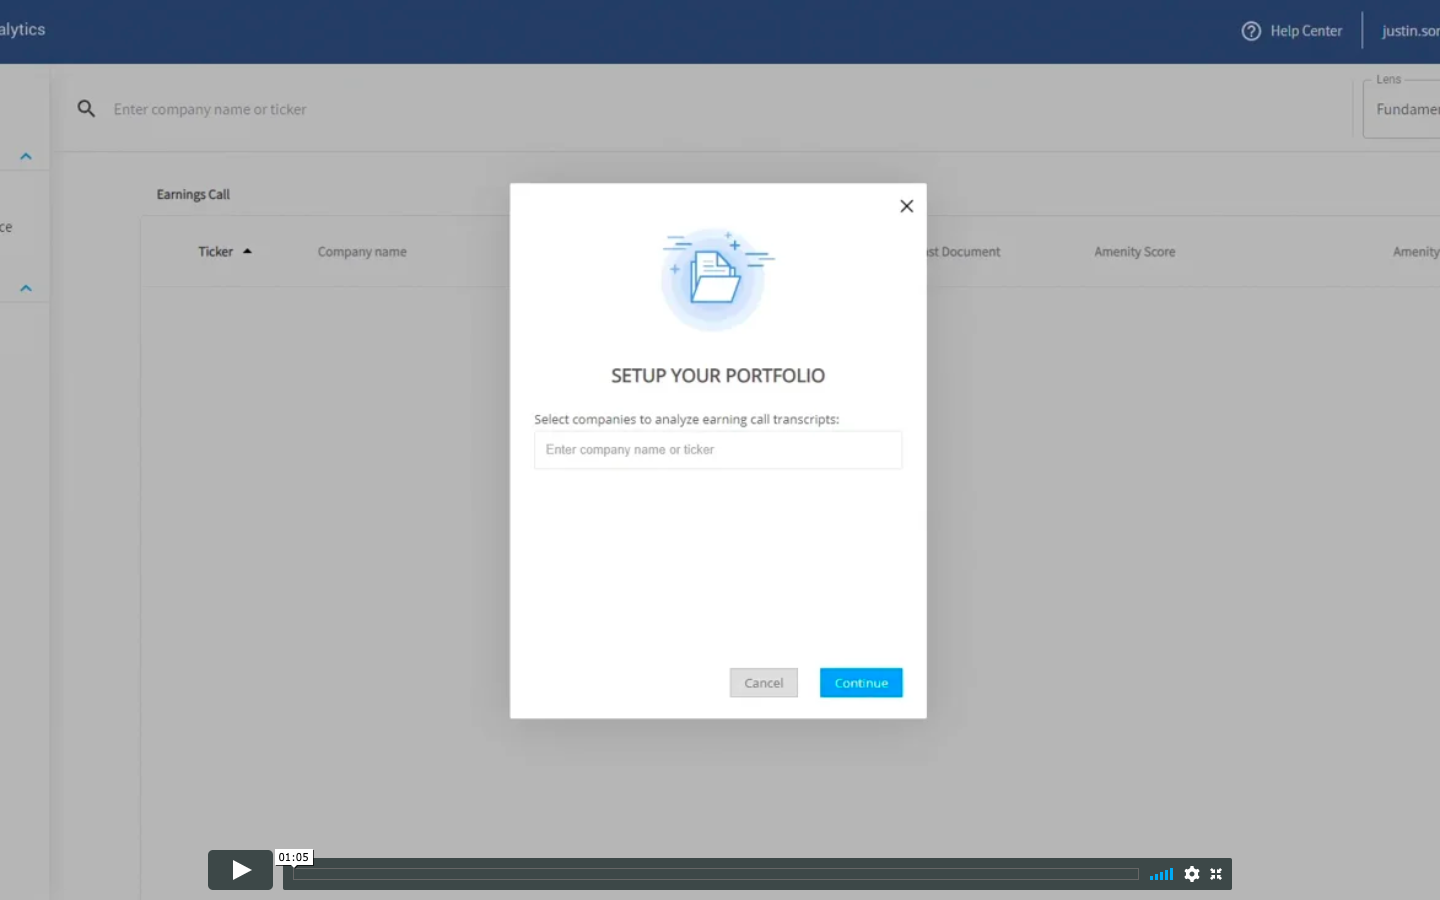 alytics
Help Center
justin.sor
Enter company name or ticker
Lens
Fundamen
ce
Earnings Call
Ticker
Company name
ast Document
Amenity Score
Amenity
SETUP YOUR PORTFOLIO
Select companies to analyze earning call transcripts:
Enter company name or ticker
Cancel
Continue
01:05